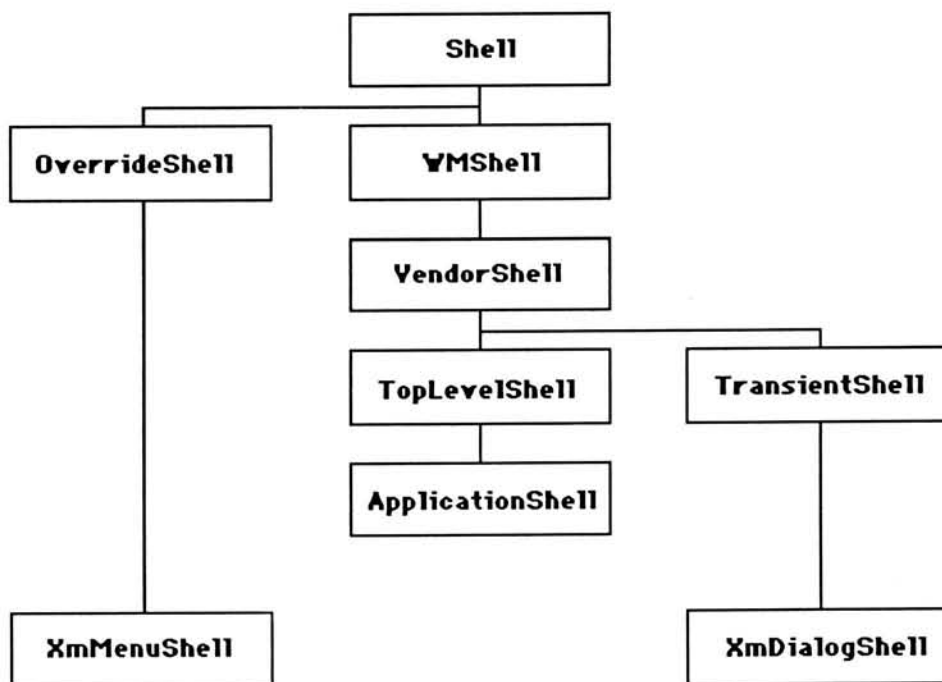 Shell
OverrideShell
WMShell
VendorShell
TopLevelShell
TransientShell
ApplicationShell
XmMenuShell
XmDialogShell